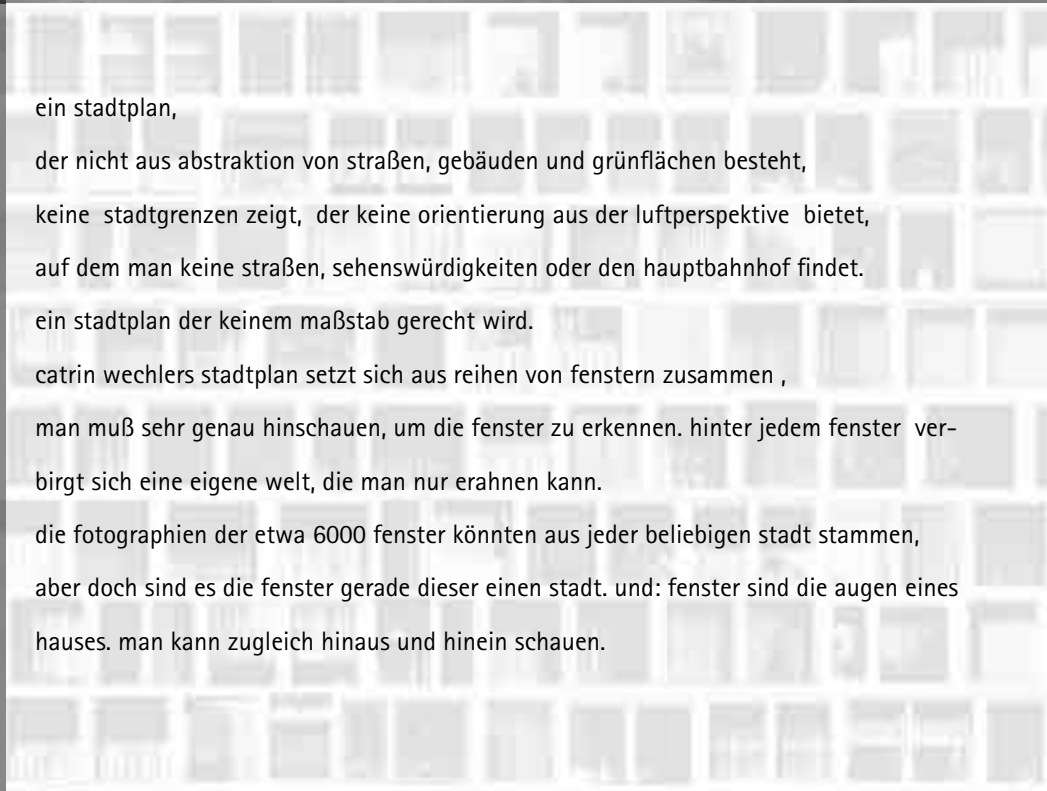 ein stadtplan,
der nicht aus abstraktion von straßen, gebäuden und grünflächen besteht,
keine  stadtgrenzen zeigt,  der keine orientierung aus der luftperspektive  bietet,
auf dem man keine straßen, sehenswürdigkeiten oder den hauptbahnhof findet.
ein stadtplan der keinem maßstab gerecht wird.
catrin wechlers stadtplan setzt sich aus reihen von fenstern zusammen ,
man muß sehr genau hinschauen, um die fenster zu erkennen. hinter jedem fenster  ver-
birgt sich eine eigene welt, die man nur erahnen kann.
die fotographien der etwa 6000 fenster könnten aus jeder beliebigen stadt stammen,
aber doch sind es die fenster gerade dieser einen stadt. und: fenster sind die augen eines
hauses. man kann zugleich hinaus und hinein schauen.